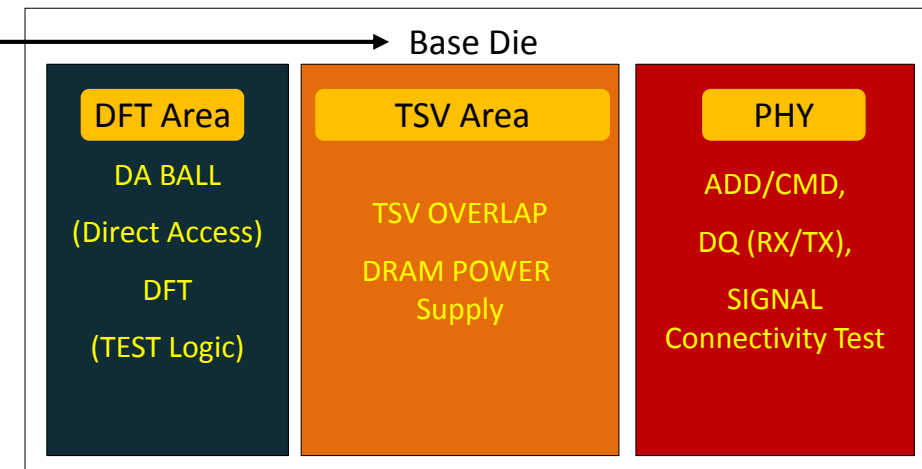 Base Die
DFT Area
DA BALL
(Direct Access)
DFT
(TEST Logic)
TSV Area
TSV OVERLAP
DRAM POWER
Supply
PHY
ADD/CMD,
DQ (RX/TX),
SIGNAL
Connectivity Test